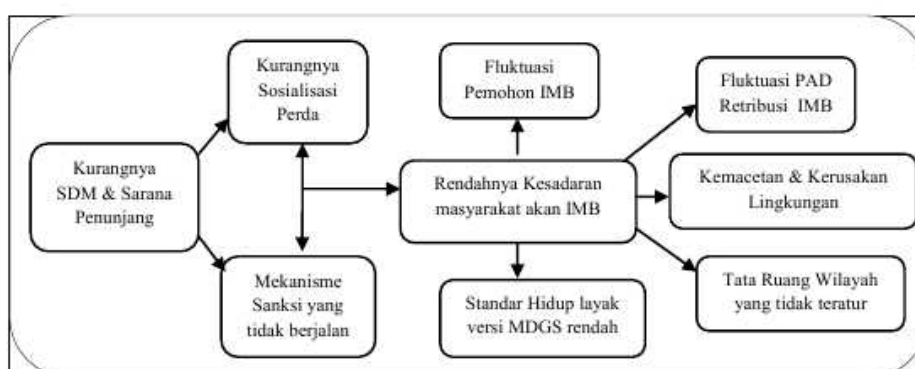 Kurangnya
SDM & Sarana
Penunjang
Kurangnya
Sosialisasi
Perda
Mekanisme
Sanksi yang
tidak berjalan
Fluktuasi
Pemohon IMB
Rendahnya Kesadaran
masyarakat akan IMB
Standar Hidup layak
versi MDGS rendah
Fluktuasi PAD
Retribusi IMB
Kemacetan & Kerusakan
Lingkungan
Tata Ruang Wilayah
yang tidak teratur